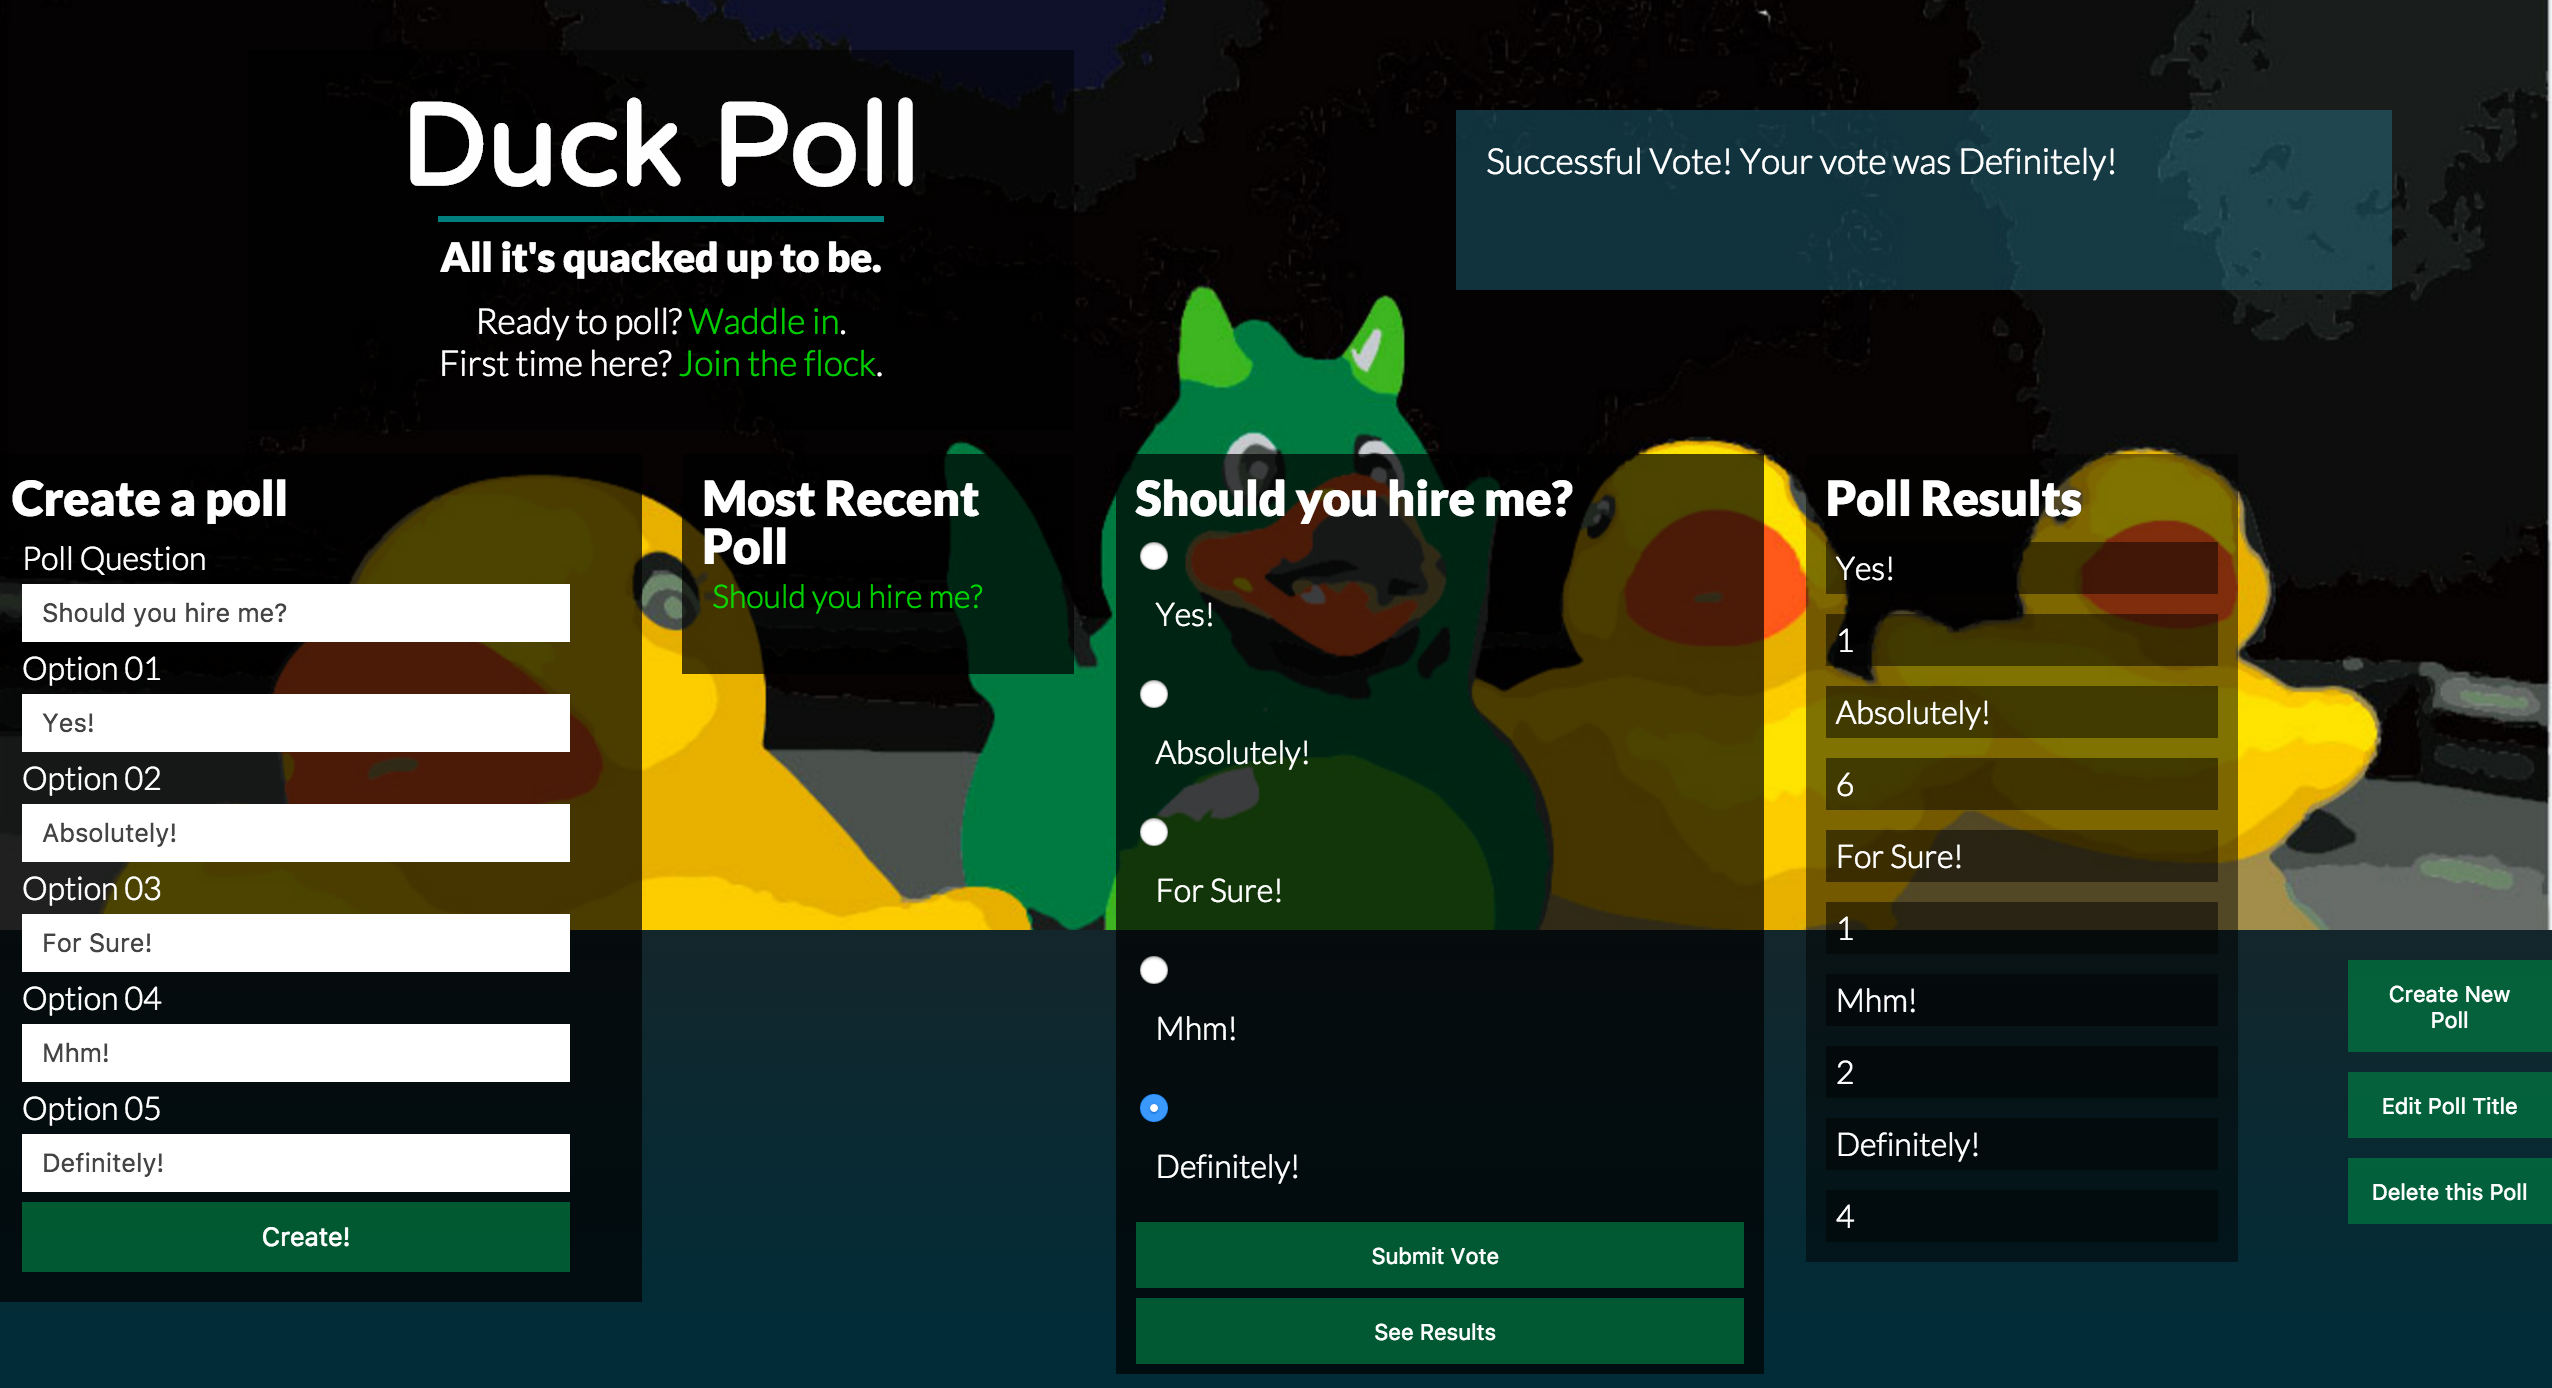 Duck Poll
All it's quacked up to be.
Ready to poll? Waddle in.
First time here? Join the flock.
Successful Vote! Your vote was Definitely!
Create a poll
Poll Question
Should you hire me?
Option 01
Yes!
Option 02
Absolutely!
Option 03
For Sure!
Option 04
Mhm!
Option 05
Definitely!
Create!
Most Recent
Poll
Should you hire me?
Should you hire me?
Yes!
Absolutely!
For Sure!
Mhm!
Definitely!
Submit Vote
See Results
Poll Results
Yes!
1
Absolutely!
6
For Sure!
1
Mhm!
2
Definitely!
4
Create New
Poll
Edit Poll Title
Delete this Poll